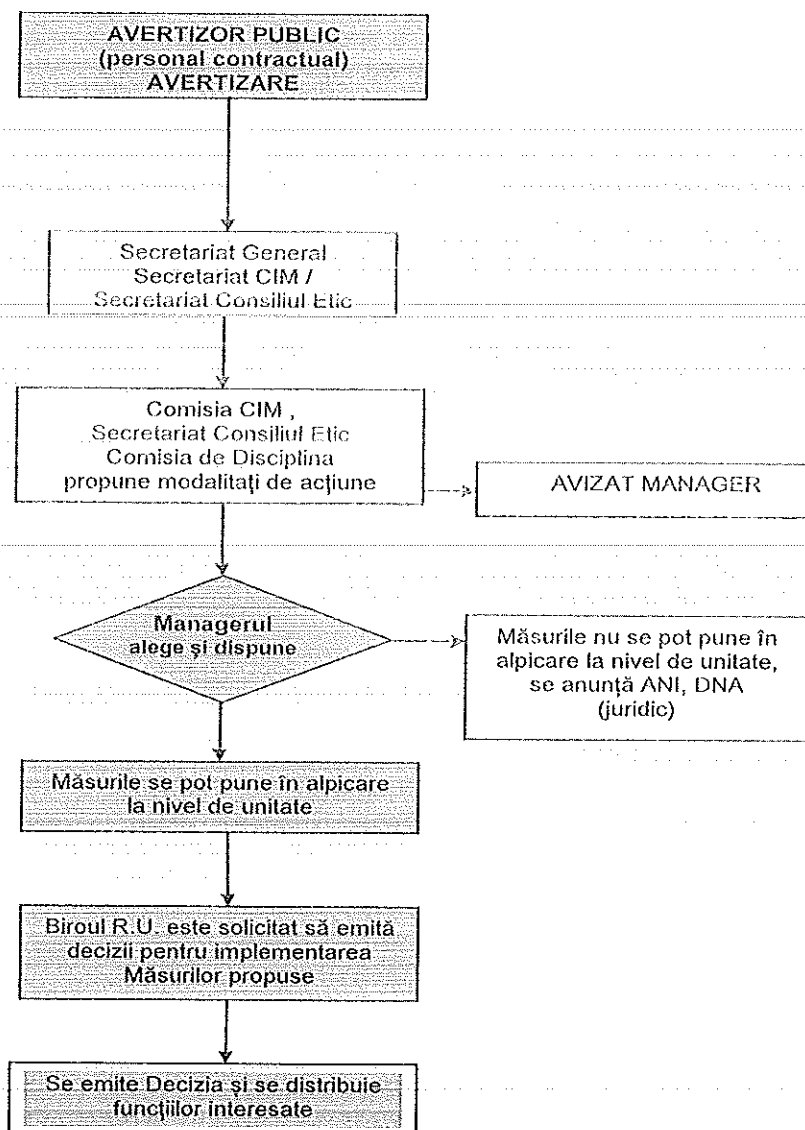 AVERTIZOR PUBLIC
(personal contractual)
AVERTIZARE
Secretariat General
Secretariat CIM /
Secretariat Consiliul Etic
Comisia CIM ,
Secretariat Consiliul Etic
Comisia de Disciplina
propune modalitați de acțiune
AVIZAT MANAGER
Managerul
alege și dispune
Măsurile nu se pot pune în
alpicare la nivel de unitate,
se anunță ANI, DNA
(juridic)
Măsurile se pot pune în alpicare
la nivel de unitate
Biroul R.U. este solicitat să emită
decizii pentru implementarea
Măsurilor propuse
Se emite Decizia și se distribuie
funcțiilor interesate